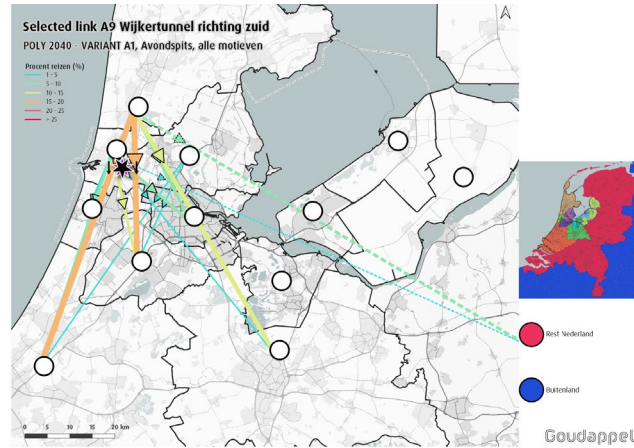 Selected link A9 Wijkertunnel richting zuid
POLY 2040 - VARIANT A1, Avondspits, alle motieven
Procent reizen (%)
1 - 5
5 - 10
10 - 15
15 - 20
20 - 25
> 25
Rest Nederland
Buitenland
0 5 10 15 20 km
Goudappel